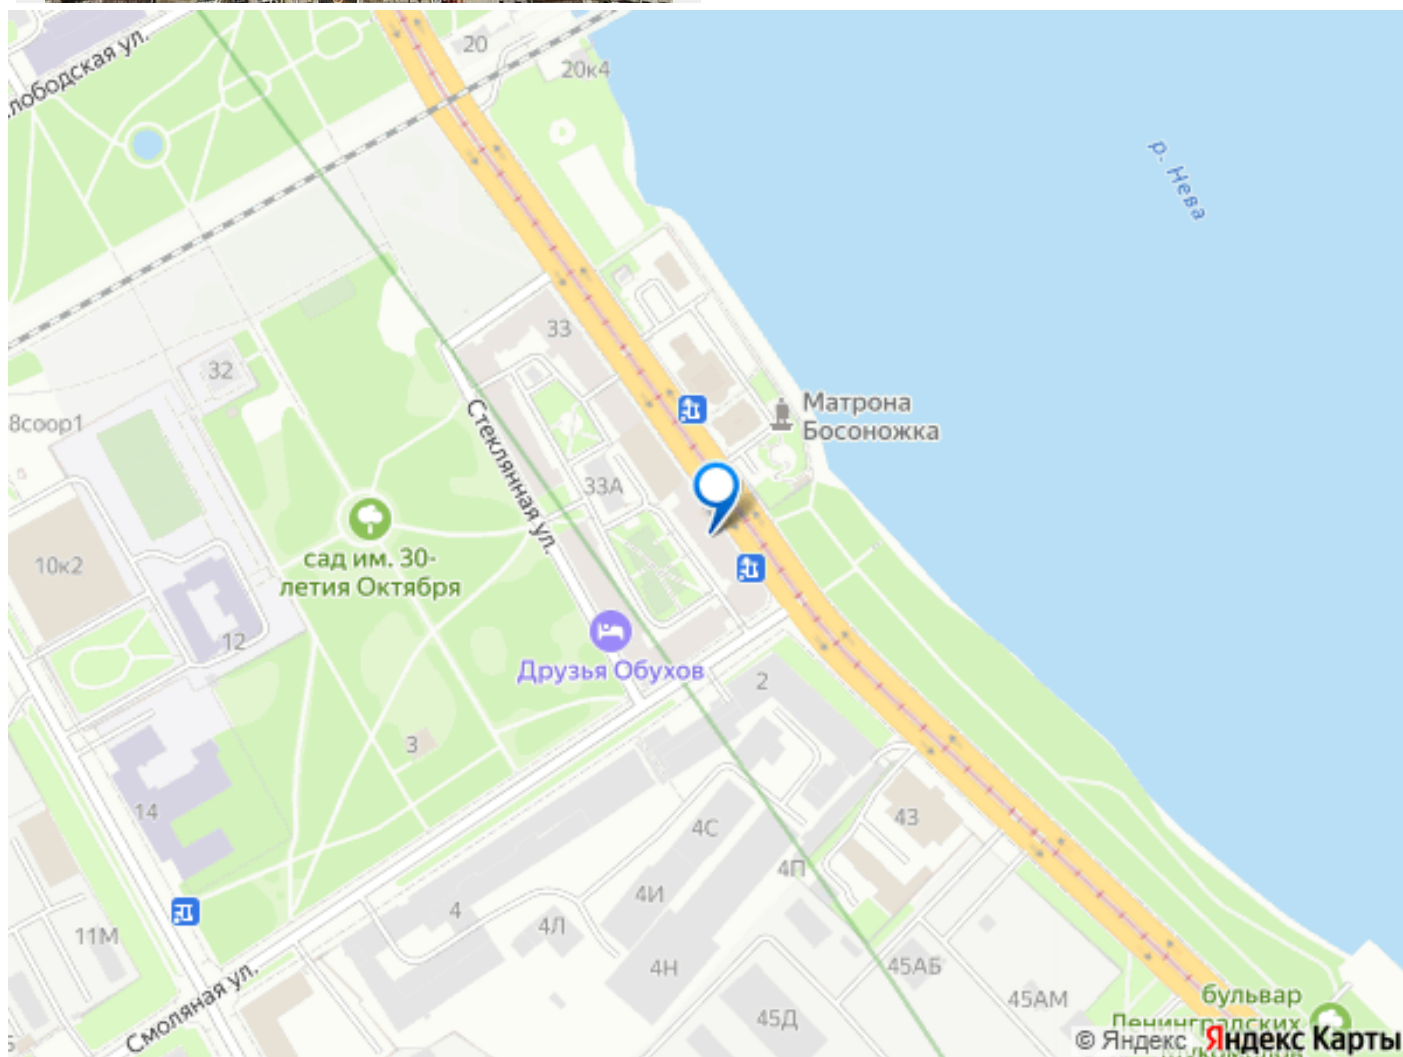 20
лободская ул.
20к4
р. Нева
33
32
8соор1
Матрона
Босоножка
Стеклянная ул.
33А
сад им. 30-
летия Октября
10к2
12
Друзья Обухов
2
3
14
43
4С
4П
4И
4
4Л
11М
4Н
45АБ
45АМ
Смоляная ул.
45Д
бульвар
Ленинградских
© Яндекс Яндекс Карты